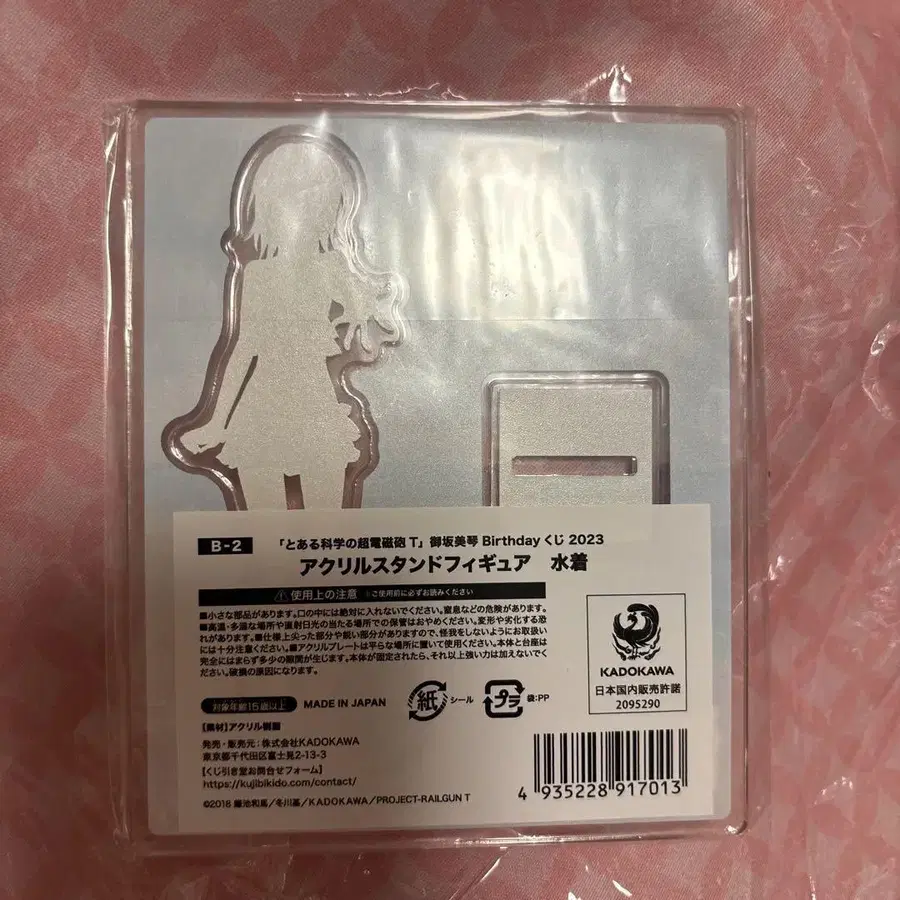 B-2 「とある科学の超電磁砲T」御坂美琴 Birthday くじ 2023
アクリルスタンドフィギュア 水着
⚠使用上の注意 ※ご使用前に必ずお読みください
■小さな部品があります。口の中には絶対に入れないでください。窒息などの危険があります。
■高温・多湿な場所や直射日光の当たる場所での保管はおやめください。変形や劣化する恐
れがあります。■仕様上尖った部分や鋭い部分がありますので、怪我をしないようにお取扱い
には十分注意ください。■アクリルプレートは平らな場所に置いて使用ください。本体と台座は
完全にはまらず多少の隙間が生じます。本体が固定されたら、それ以上強い力は加えないでく
ださい。破損の原因になります。
KADOKAWA
日本国内販売許諾
2095290
対象年齢15歳以上 MADE IN JAPAN 紙 シール プラ 袋:PP
【素材】アクリル樹脂
発売・販売元:株式会社KADOKAWA
東京都千代田区富士見2-13-3
【くじ引き堂お問合せフォーム】
https://kujibikido.com/contact/
©2018 鎌池和馬/冬川基/KADOKAWA/PROJECT-RAILGUN T
4 935228 917013